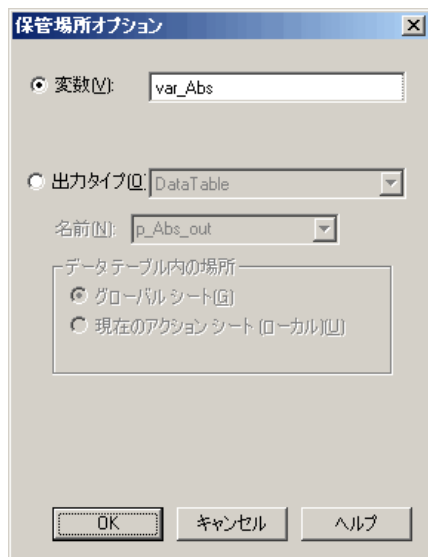 保管場所オプション
変数(V): var_Abs
出力タイプ(O DataTable
名前(N): p_Abs_out
データ テーブル内の場所
グローバル シート(G)
現在のアクション シート (ローカル)(U)
OK キャンセル ヘルプ